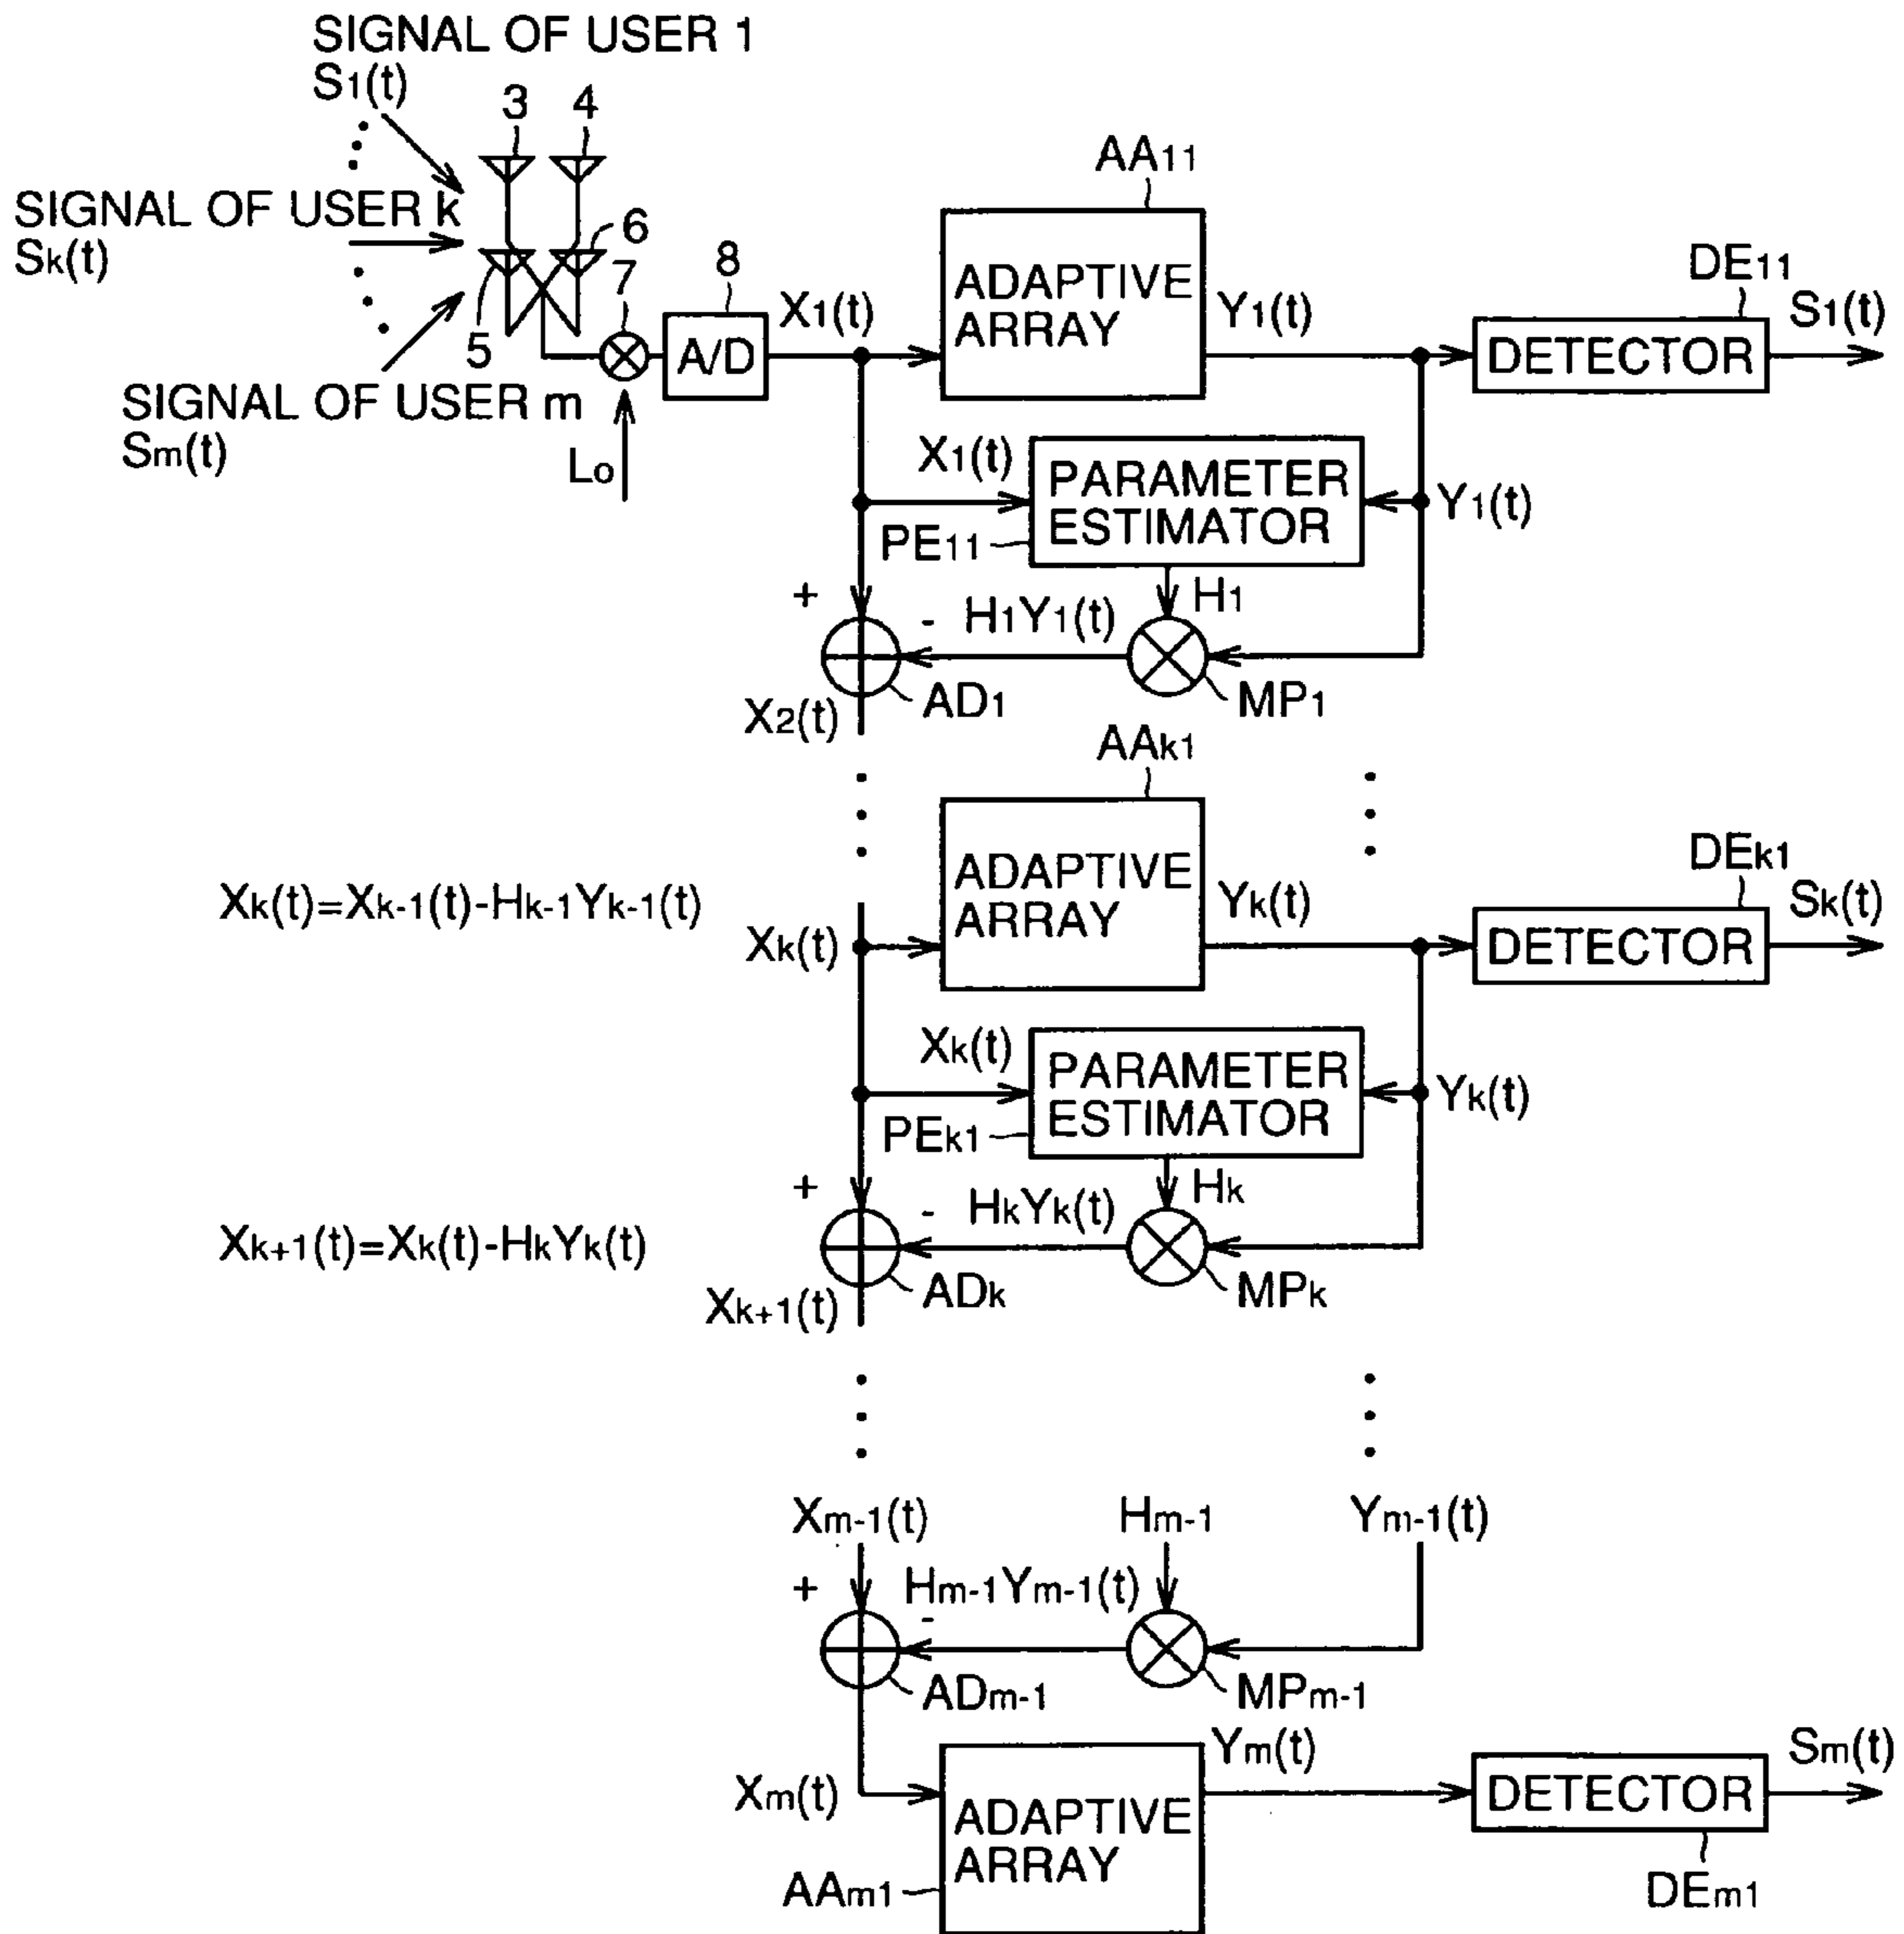 SIGNAL OF USER 1
S1(t)
3
4
SIGNAL OF USER k
Sk(t)
5
6
7
8
SIGNAL OF USER m
Sm(t)
Lo
A/D
X1(t)
AA11
ADAPTIVE
ARRAY
Y1(t)
DE11
DETECTOR
S1(t)
X1(t)
PARAMETER
ESTIMATOR
Y1(t)
PE11
+
-
H1Y1(t)
H1
AD1
MP1
X2(t)
AAk1
ADAPTIVE
ARRAY
Yk(t)
DEk1
DETECTOR
Sk(t)
Xk(t)=Xk-1(t)-Hk-1Yk-1(t)
Xk(t)
Xk(t)
PARAMETER
ESTIMATOR
Yk(t)
PEk1
+
-
HkYk(t)
Hk
Xk+1(t)=Xk(t)-HkYk(t)
ADk
MPk
Xk+1(t)
Xm-1(t)
Hm-1
Ym-1(t)
+
Hm-1Ym-1(t)
-
ADm-1
MPm-1
Xm(t)
ADAPTIVE
ARRAY
Ym(t)
DETECTOR
Sm(t)
AAm1
DEm1